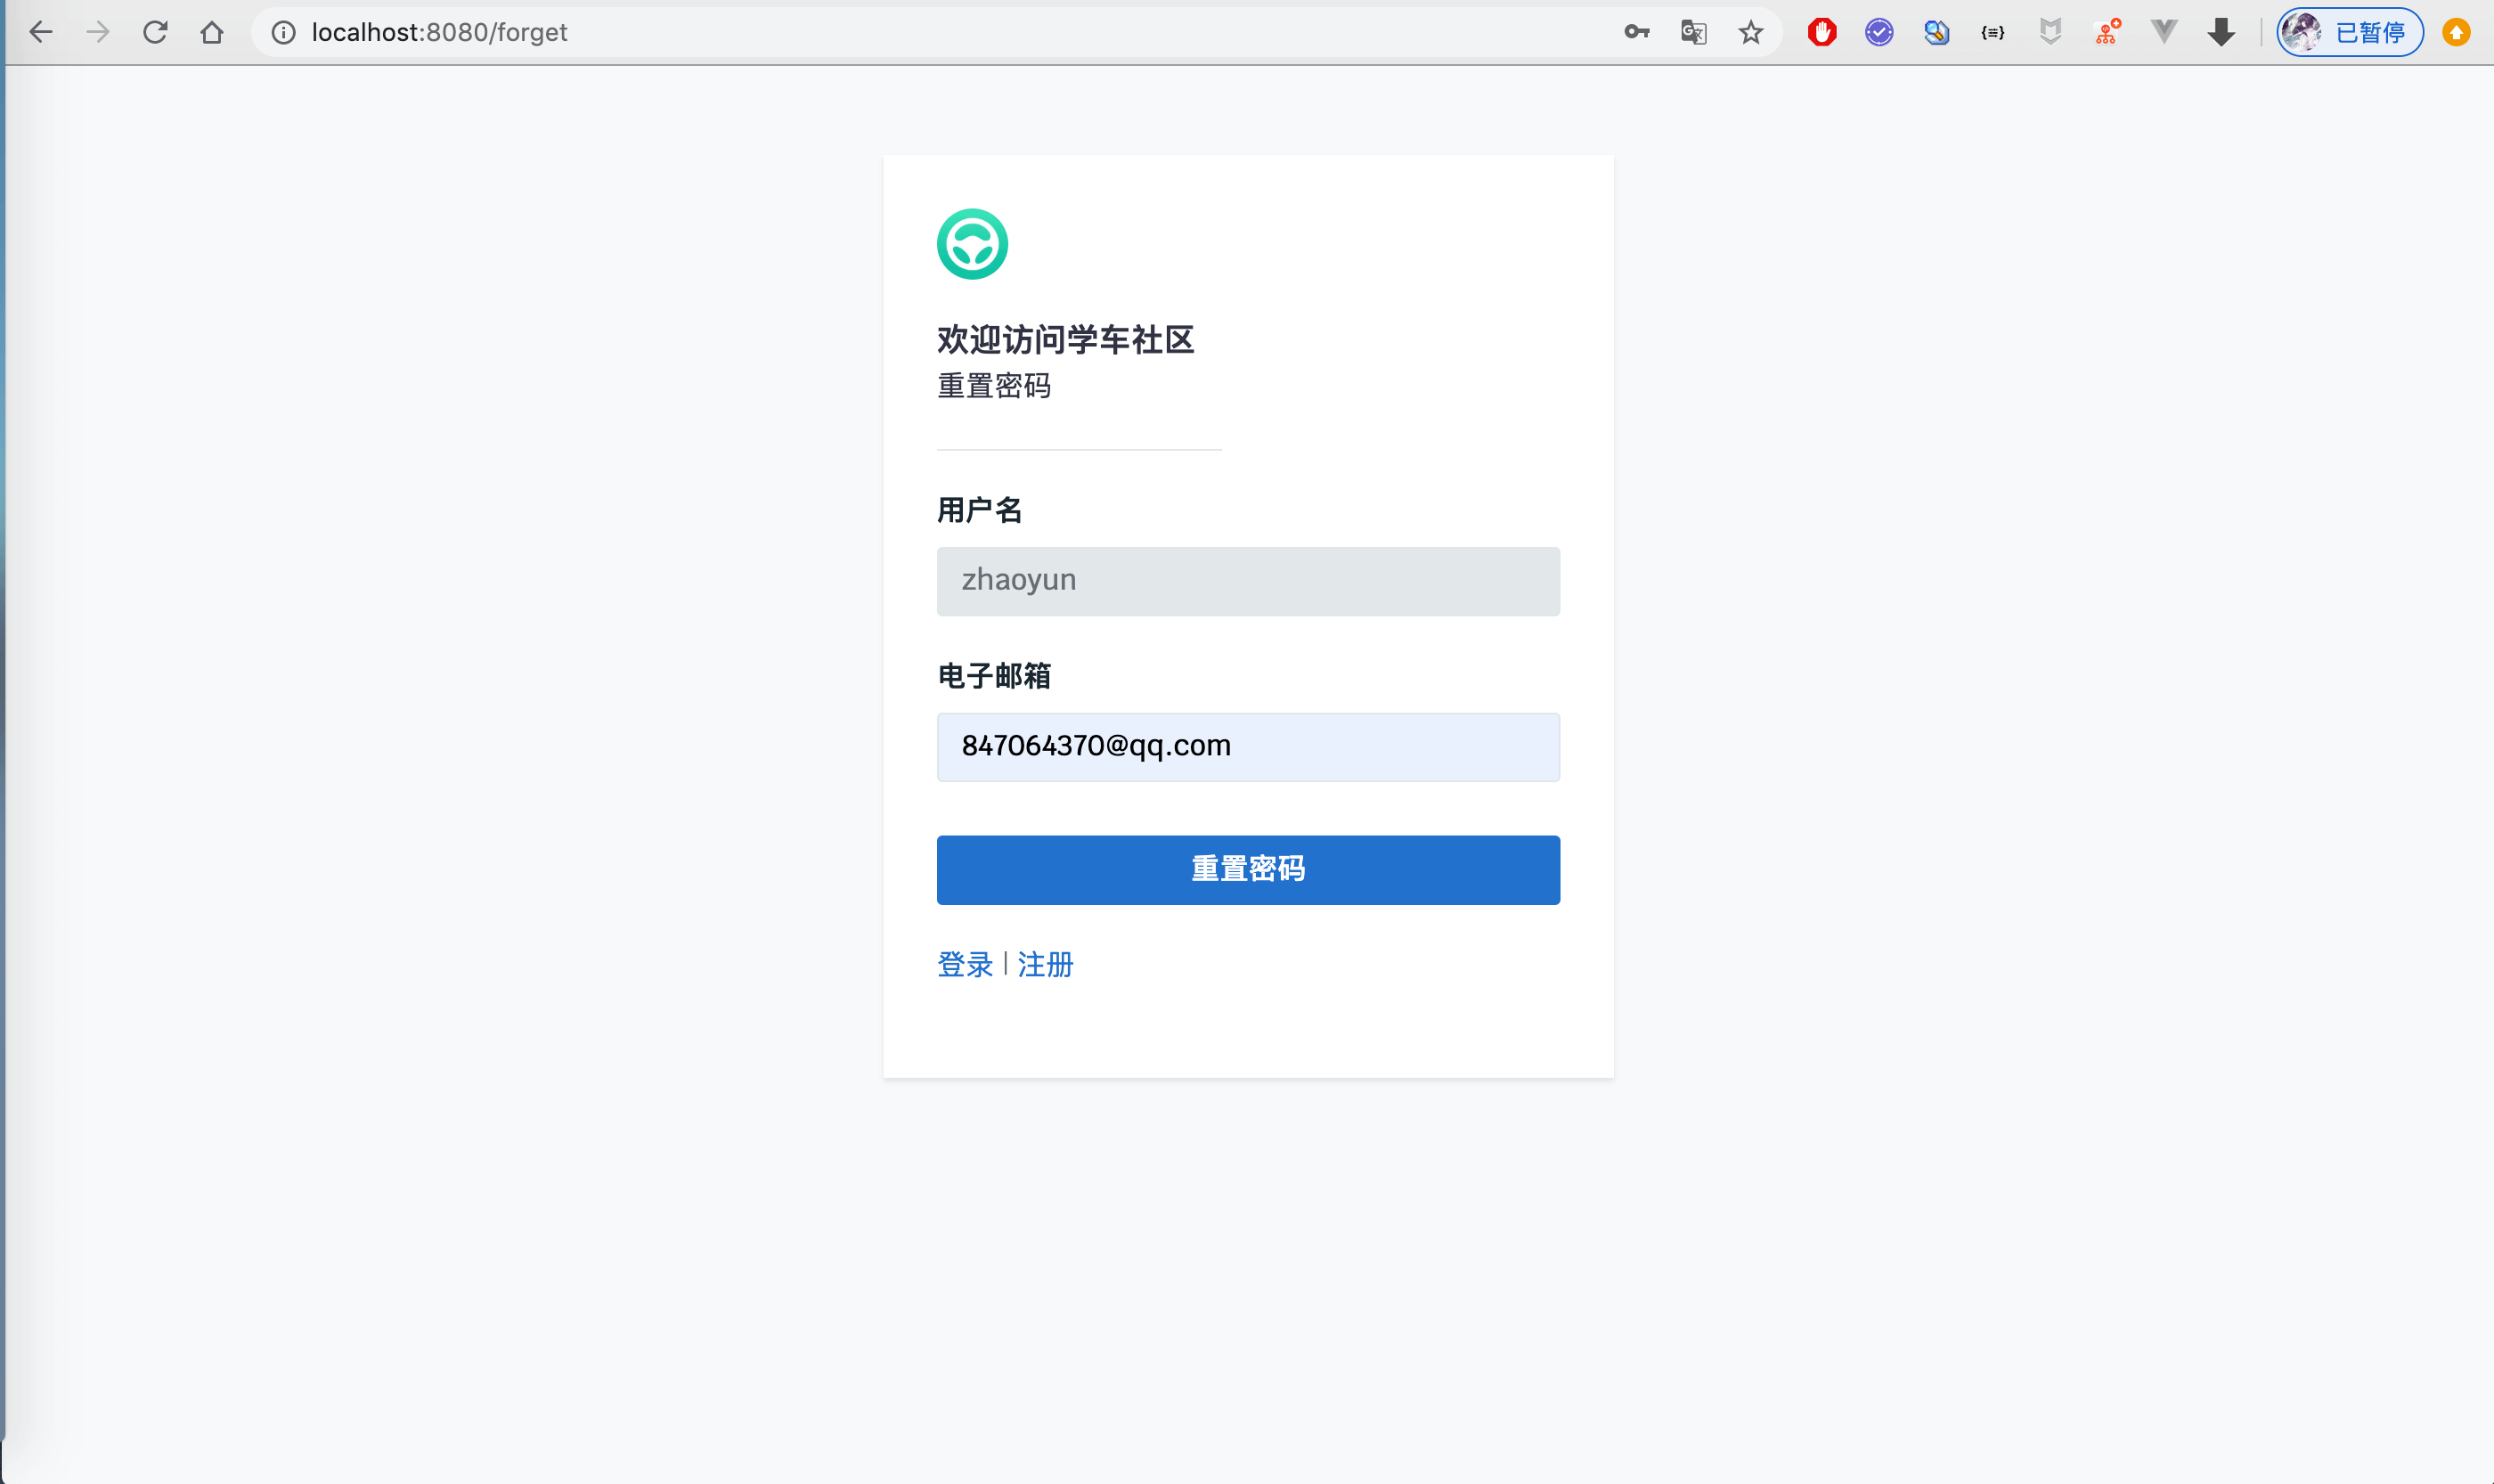 localhost:8080/forget
已暂停
欢迎访问学车社区
重置密码
用户名
zhaoyun
电子邮箱
847064370@qq.com
重置密码
登录 | 注册